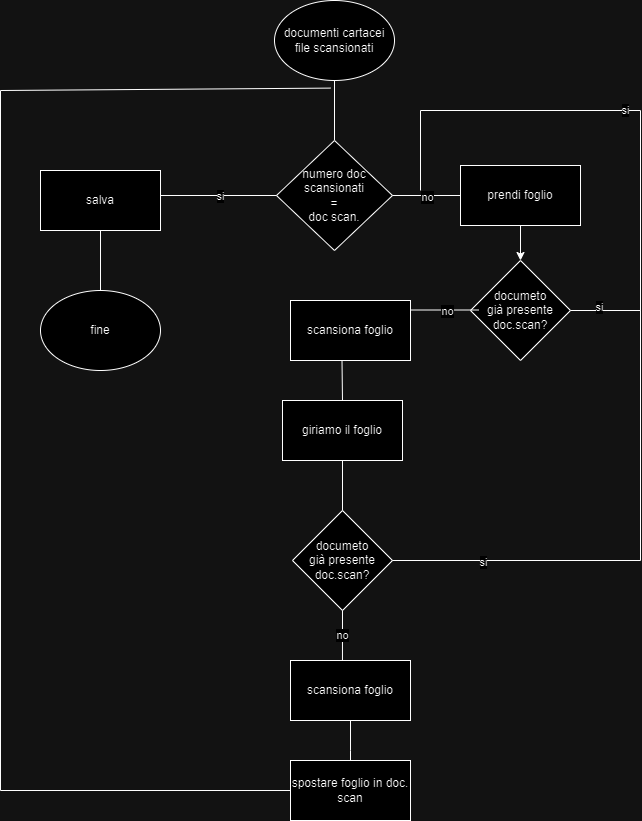 documenti cartacei
file scansionati
si
numero doc
scansionati
=
doc scan.
salva
si
no
prendi foglio
documeto
già presente
doc.scan?
no
si
scansiona foglio
fine
giriamo il foglio
documeto
già presente
doc.scan?
si
no
scansiona foglio
spostare foglio in doc.
scan